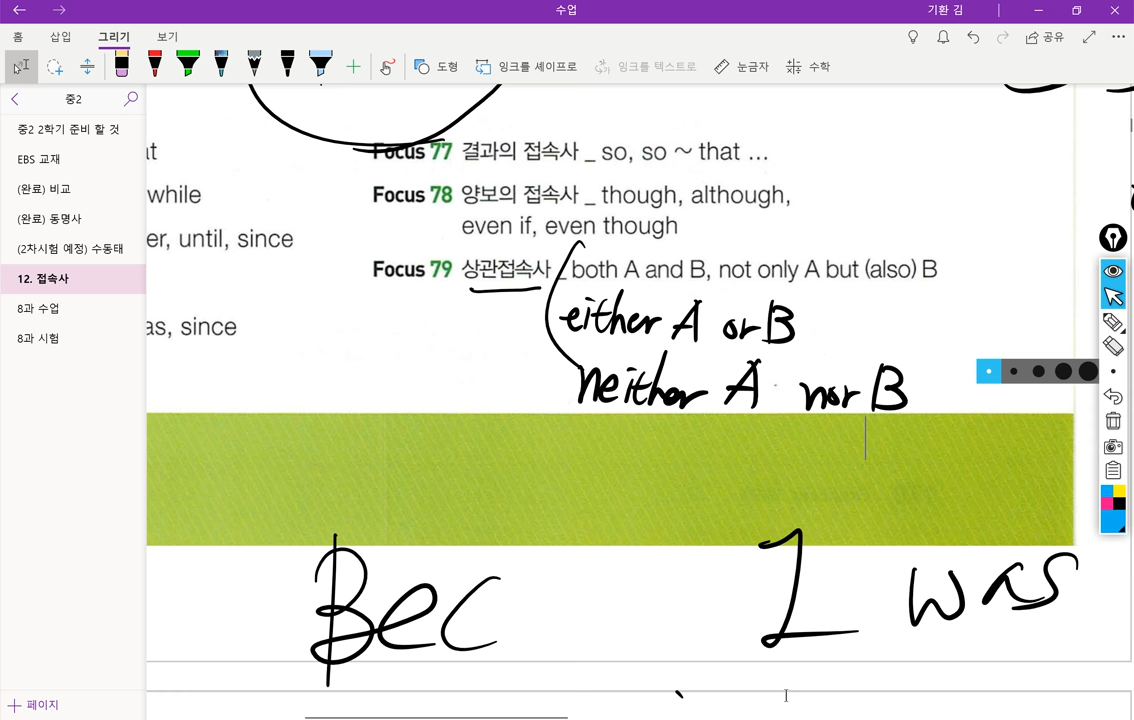 수업
기환 김
홈 삽입 그리기 보기
공유
도형 잉크를 셰이프로 잉크를 텍스트로 눈금자 수학
중2
중2 2학기 준비 할 것
EBS 교재
(완료) 비교
(완료) 동명사
(2차시험 예정) 수동태
12. 접속사
8과 수업
8과 시험
페이지
at
while
er, until, since
as, since
Focus 77 결과의 접속사 _ so, so ~ that ...
Focus 78 양보의 접속사 _ though, although,
even if, even though
Focus 79 상관접속사 _ both A and B, not only A but (also) B
either A or B
neither A nor B
Bec I was